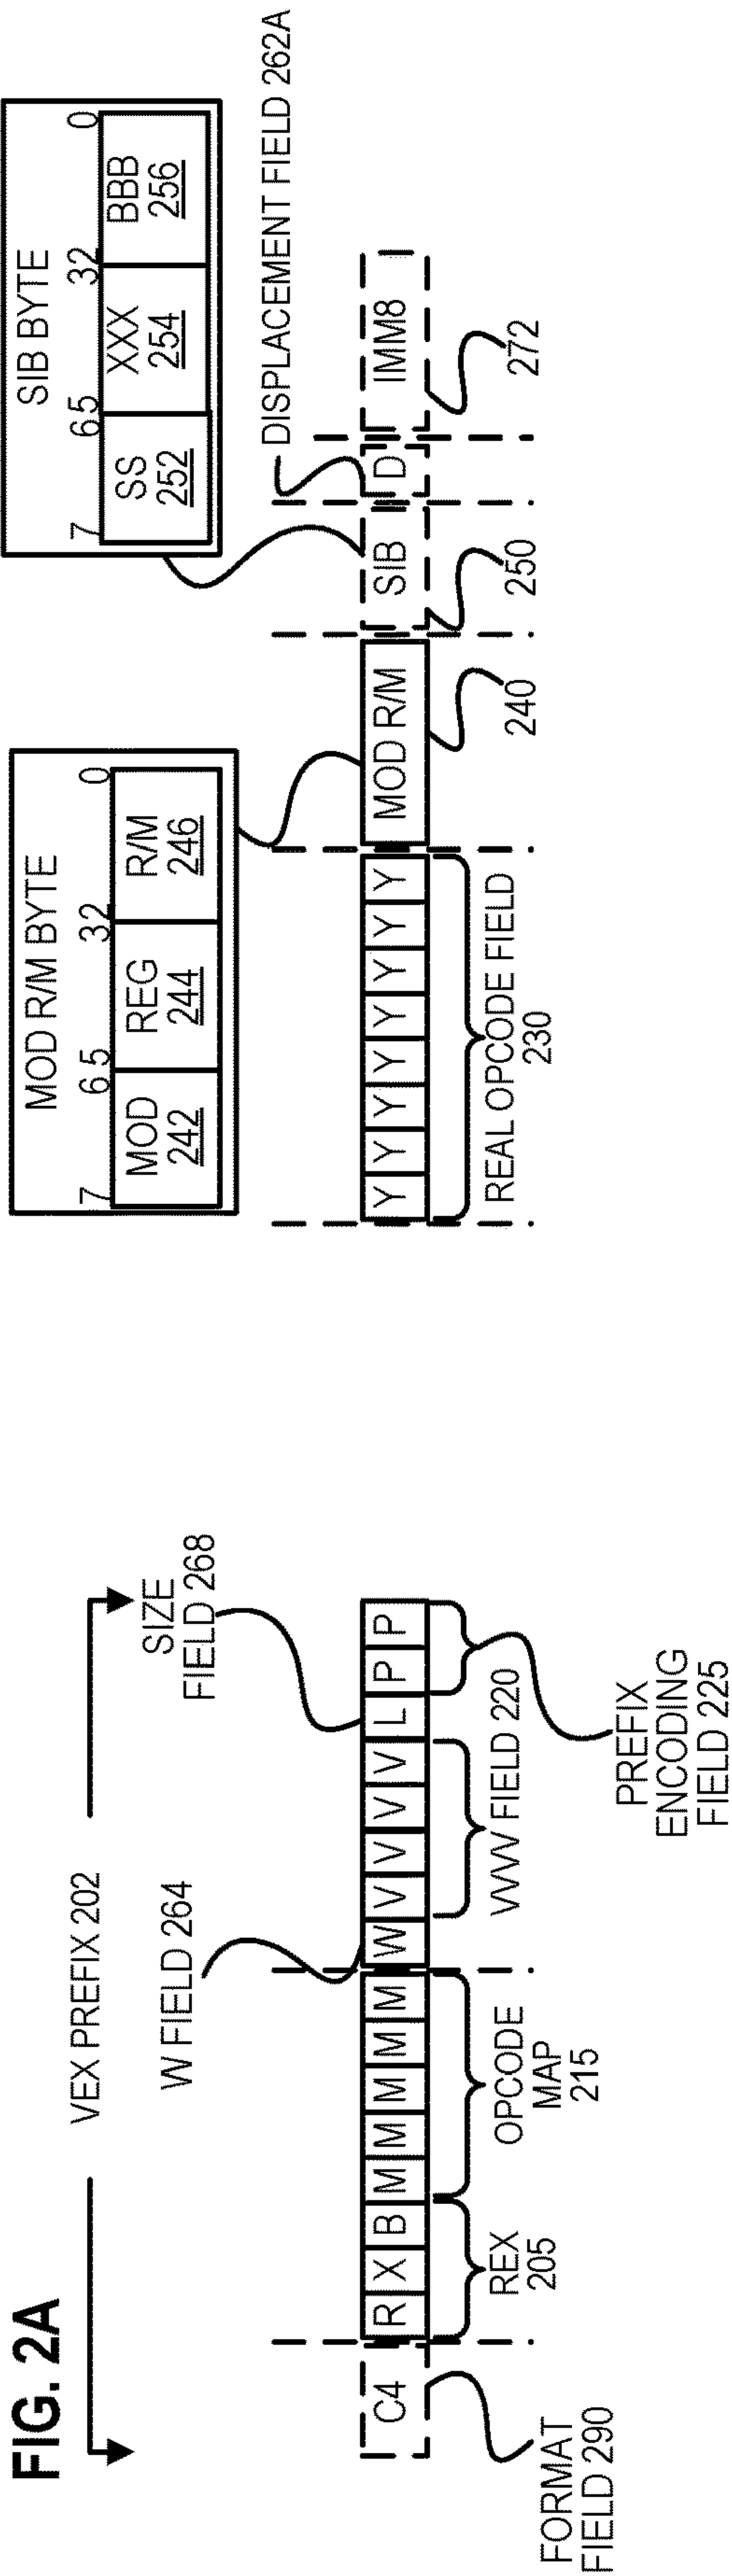 FIG. 2A
VEX PREFIX 202
W FIELD 264
SIZE
FIELD 268
MOD R/M BYTE
7 6 5 3 2 0
MOD REG R/M
242 244 246
SIB BYTE
7 6 5 3 2 0
SS XXX BBB
252 254 256
DISPLACEMENT FIELD 262A
C4 R X B M M M M M W V V V V L P P Y Y Y Y Y Y Y Y MOD R/M SIB D IMM8
FORMAT
FIELD 290
REX
205
OPCODE
MAP
215
VVVV FIELD 220
PREFIX
ENCODING
FIELD 225
REAL OPCODE FIELD
230
240
250
272